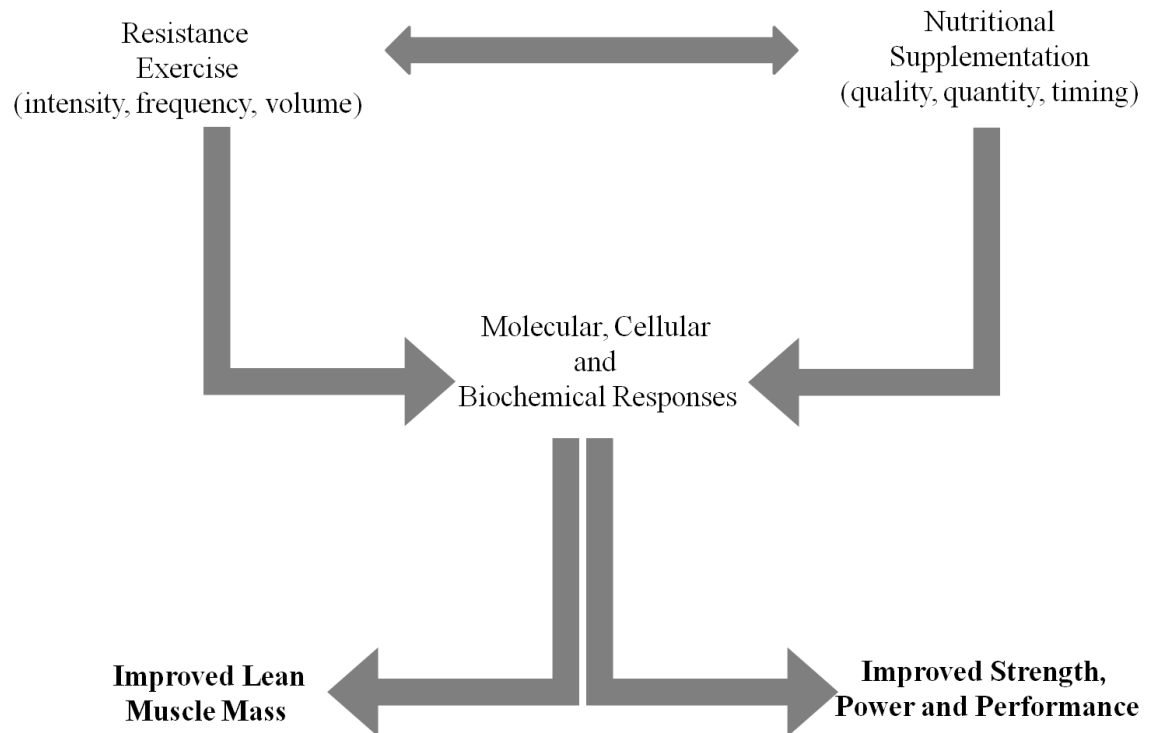 Resistance
Exercise
(intensity, frequency, volume)
Nutritional
Supplementation
(quality, quantity, timing)
Molecular, Cellular
and
Biochemical Responses
Improved Lean
Muscle Mass
Improved Strength,
Power and Performance